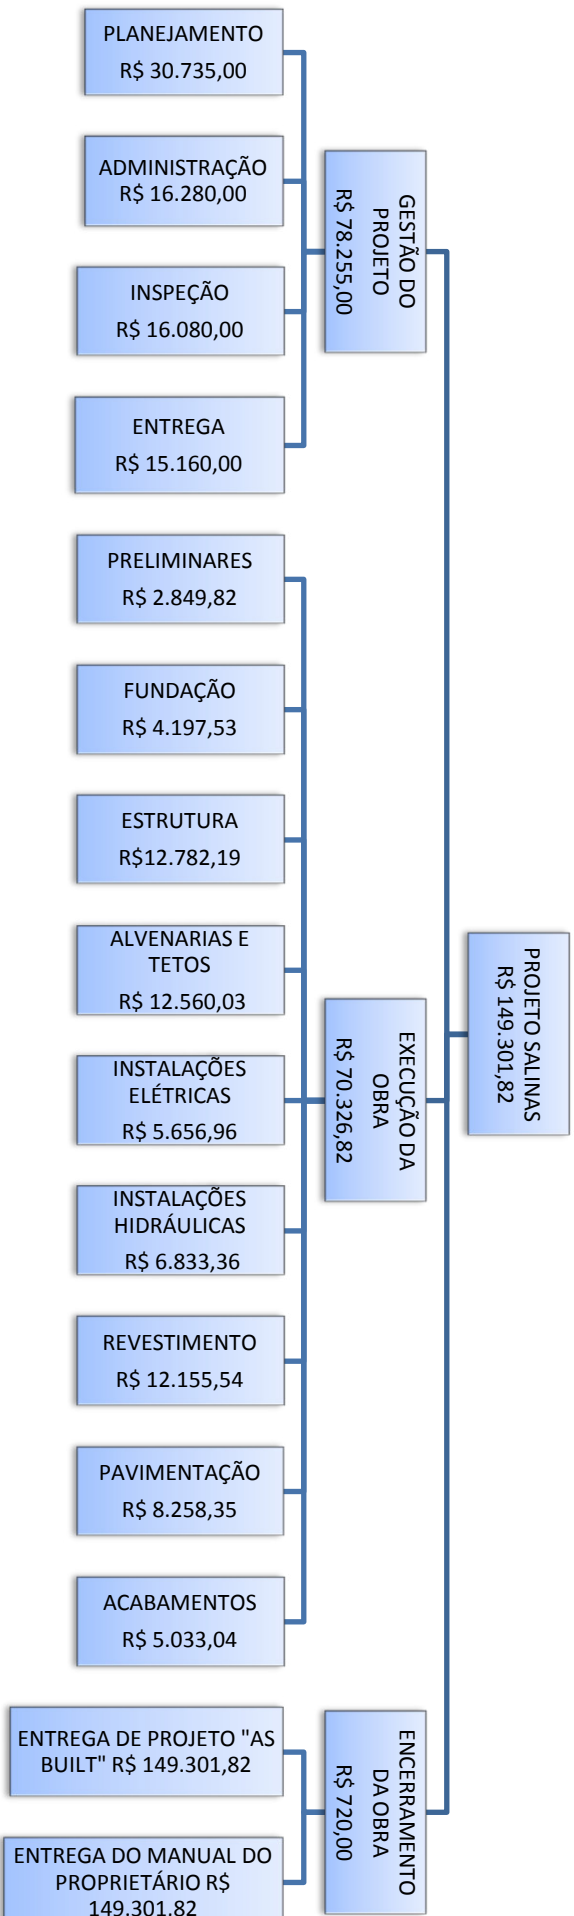 PROJETO SALINAS
R$ 149.301,82
GESTÃO DO
PROJETO
R$ 78.255,00
PLANEJAMENTO
R$ 30.735,00
ADMINISTRAÇÃO
R$ 16.280,00
INSPEÇÃO
R$ 16.080,00
ENTREGA
R$ 15.160,00
EXECUÇÃO DA
OBRA
R$ 70.326,82
PRELIMINARES
R$ 2.849,82
FUNDAÇÃO
R$ 4.197,53
ESTRUTURA
R$12.782,19
ALVENARIAS E
TETOS
R$ 12.560,03
INSTALAÇÕES
ELÉTRICAS
R$ 5.656,96
INSTALAÇÕES
HIDRÁULICAS
R$ 6.833,36
REVESTIMENTO
R$ 12.155,54
PAVIMENTAÇÃO
R$ 8.258,35
ACABAMENTOS
R$ 5.033,04
ENCERRAMENTO
DA OBRA
R$ 720,00
ENTREGA DE PROJETO "AS
BUILT" R$ 149.301,82
ENTREGA DO MANUAL DO
PROPRIETÁRIO R$
149.301,82